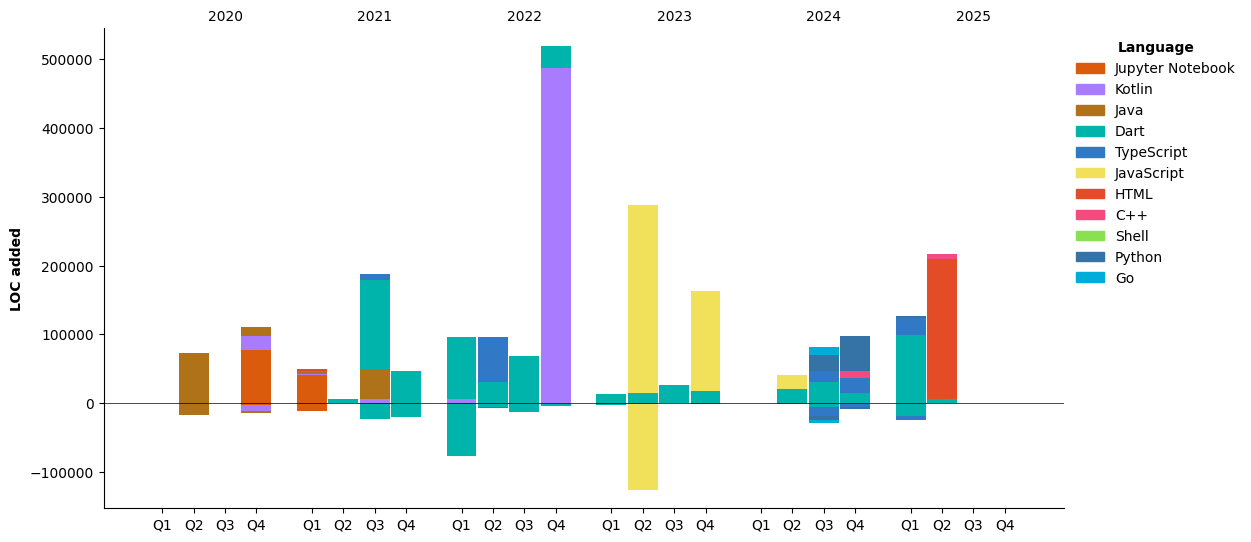 2020 2021 2022 2023 2024 2025
LOC added
500000
400000
300000
200000
100000
0
−100000
Q1 Q2 Q3 Q4 Q1 Q2 Q3 Q4 Q1 Q2 Q3 Q4 Q1 Q2 Q3 Q4 Q1 Q2 Q3 Q4 Q1 Q2 Q3 Q4
Language
Jupyter Notebook
Kotlin
Java
Dart
TypeScript
JavaScript
HTML
C++
Shell
Python
Go